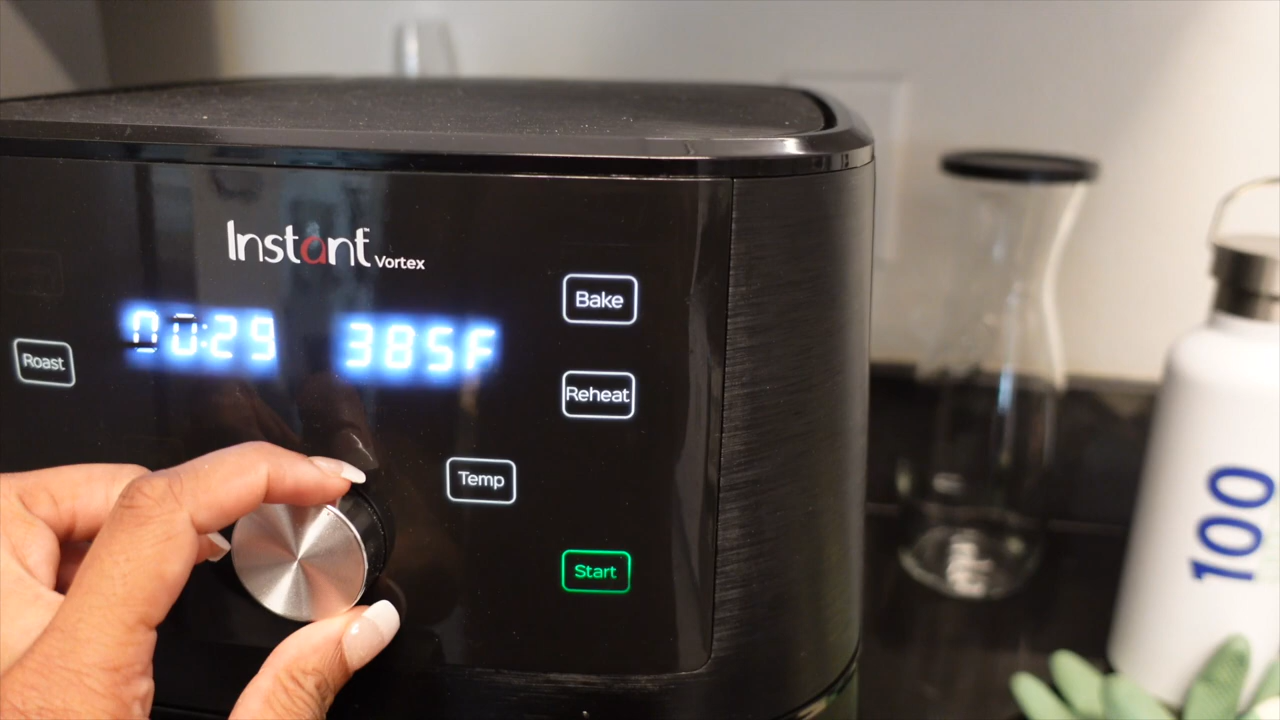 Instant Vortex
00:29 385F
Bake
Roast
Reheat
Temp
Start
100